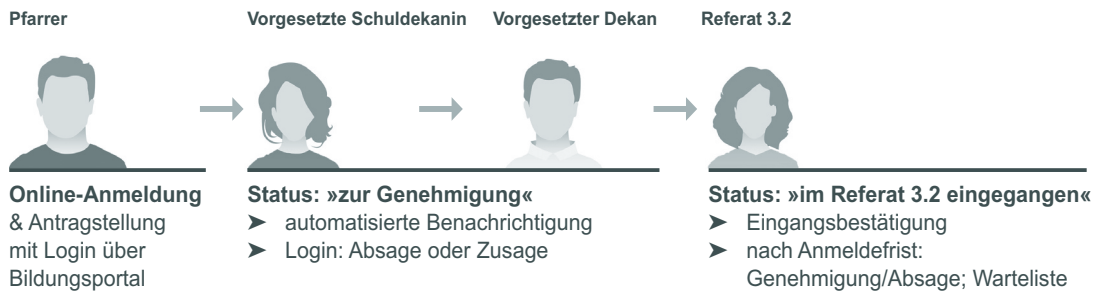 Pfarrer
Vorgesetzte Schuldekanin
Vorgesetzter Dekan
Referat 3.2
Online-Anmeldung
& Antragstellung
mit Login über
Bildungsportal
Status: »zur Genehmigung«
➤ automatisierte Benachrichtigung
➤ Login: Absage oder Zusage
Status: »im Referat 3.2 eingegangen«
➤ Eingangsbestätigung
➤ nach Anmeldefrist:
Genehmigung/Absage; Warteliste